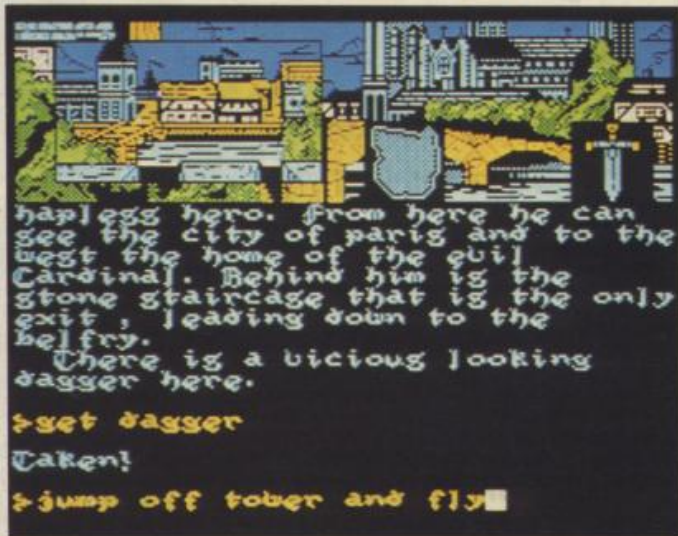 hapless hero. From here he can
see the city of paris and to the
west the home of the evil
Cardinal. Behind him is the
stone staircase that is the only
exit , leading down to the
belfry.
There is a vicious looking
dagger here.
>get dagger
Taken!
>jump off tower and fly